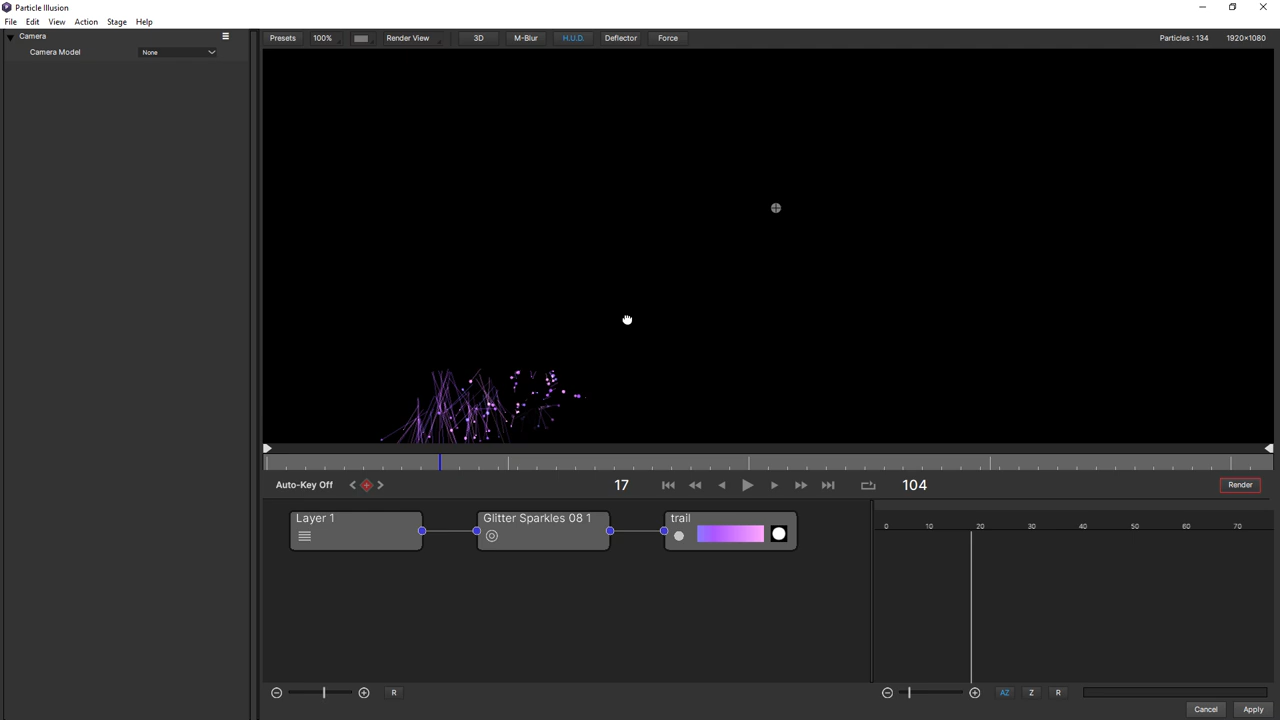 Particle Illusion
File Edit View Action Stage Help
Camera
Camera Model None
Presets 100% Render View 3D M-Blur H.U.D. Deflector Force Particles : 134 1920×1080
Auto-Key Off 17 104 Render
Layer 1 Glitter Sparkles 08 1 trail
0 10 20 30 40 50 60 70
R AZ Z R
Cancel Apply